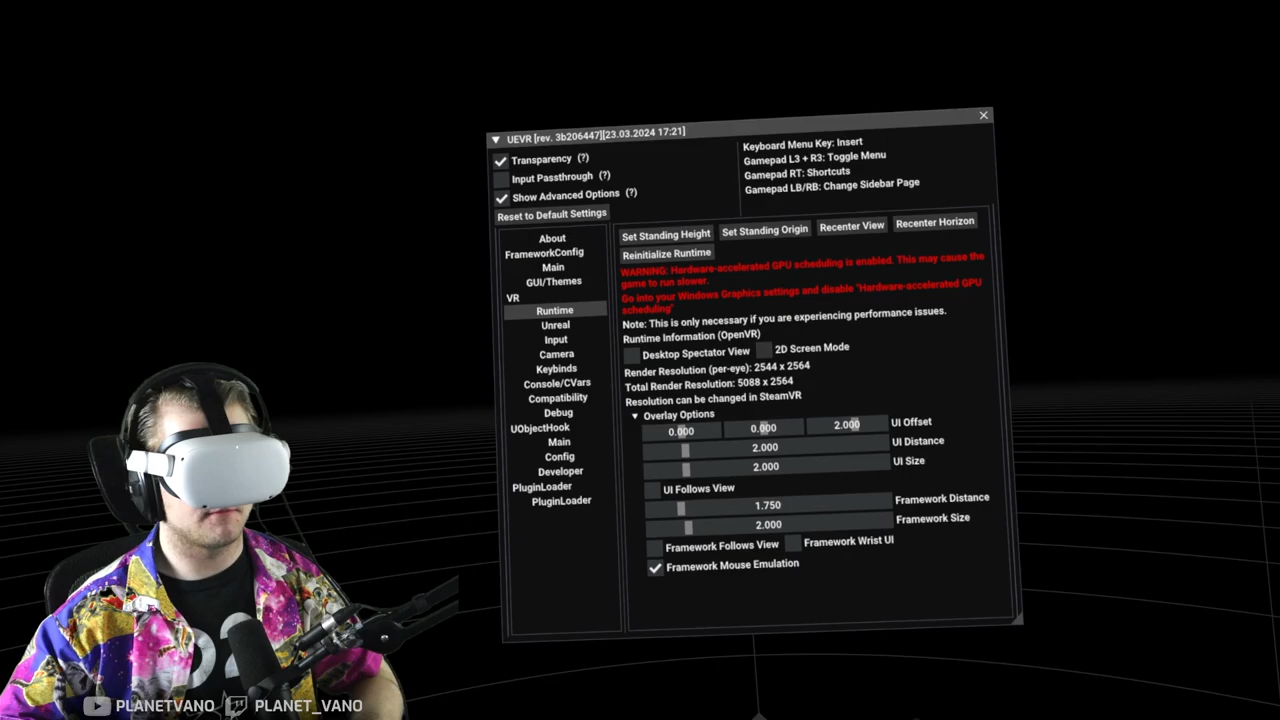 UEVR [rev. 3b206447][23.03.2024 17:21]
Transparency (?)
Input Passthrough (?)
Show Advanced Options (?)
Reset to Default Settings
Keyboard Menu Key: Insert
Gamepad L3 + R3: Toggle Menu
Gamepad RT: Shortcuts
Gamepad LB/RB: Change Sidebar Page
About
FrameworkConfig
Main
GUI/Themes
VR
Runtime
Unreal
Input
Camera
Keybinds
Console/CVars
Compatibility
Debug
UObjectHook
Main
Config
Developer
PluginLoader
PluginLoader
Set Standing Height Set Standing Origin Recenter View Recenter Horizon
Reinitialize Runtime
WARNING: Hardware-accelerated GPU scheduling is enabled. This may cause the
game to run slower.
Go into your Windows Graphics settings and disable "Hardware-accelerated GPU
scheduling"
Note: This is only necessary if you are experiencing performance issues.
Runtime Information (OpenVR)
Desktop Spectator View 2D Screen Mode
Render Resolution (per-eye): 2544 x 2564
Total Render Resolution: 5088 x 2564
Resolution can be changed in SteamVR
Overlay Options
0.000 0.000 2.000 UI Offset
2.000 UI Distance
2.000 UI Size
UI Follows View
1.750 Framework Distance
2.000 Framework Size
Framework Follows View Framework Wrist UI
Framework Mouse Emulation
PLANETVANO PLANET_VANO